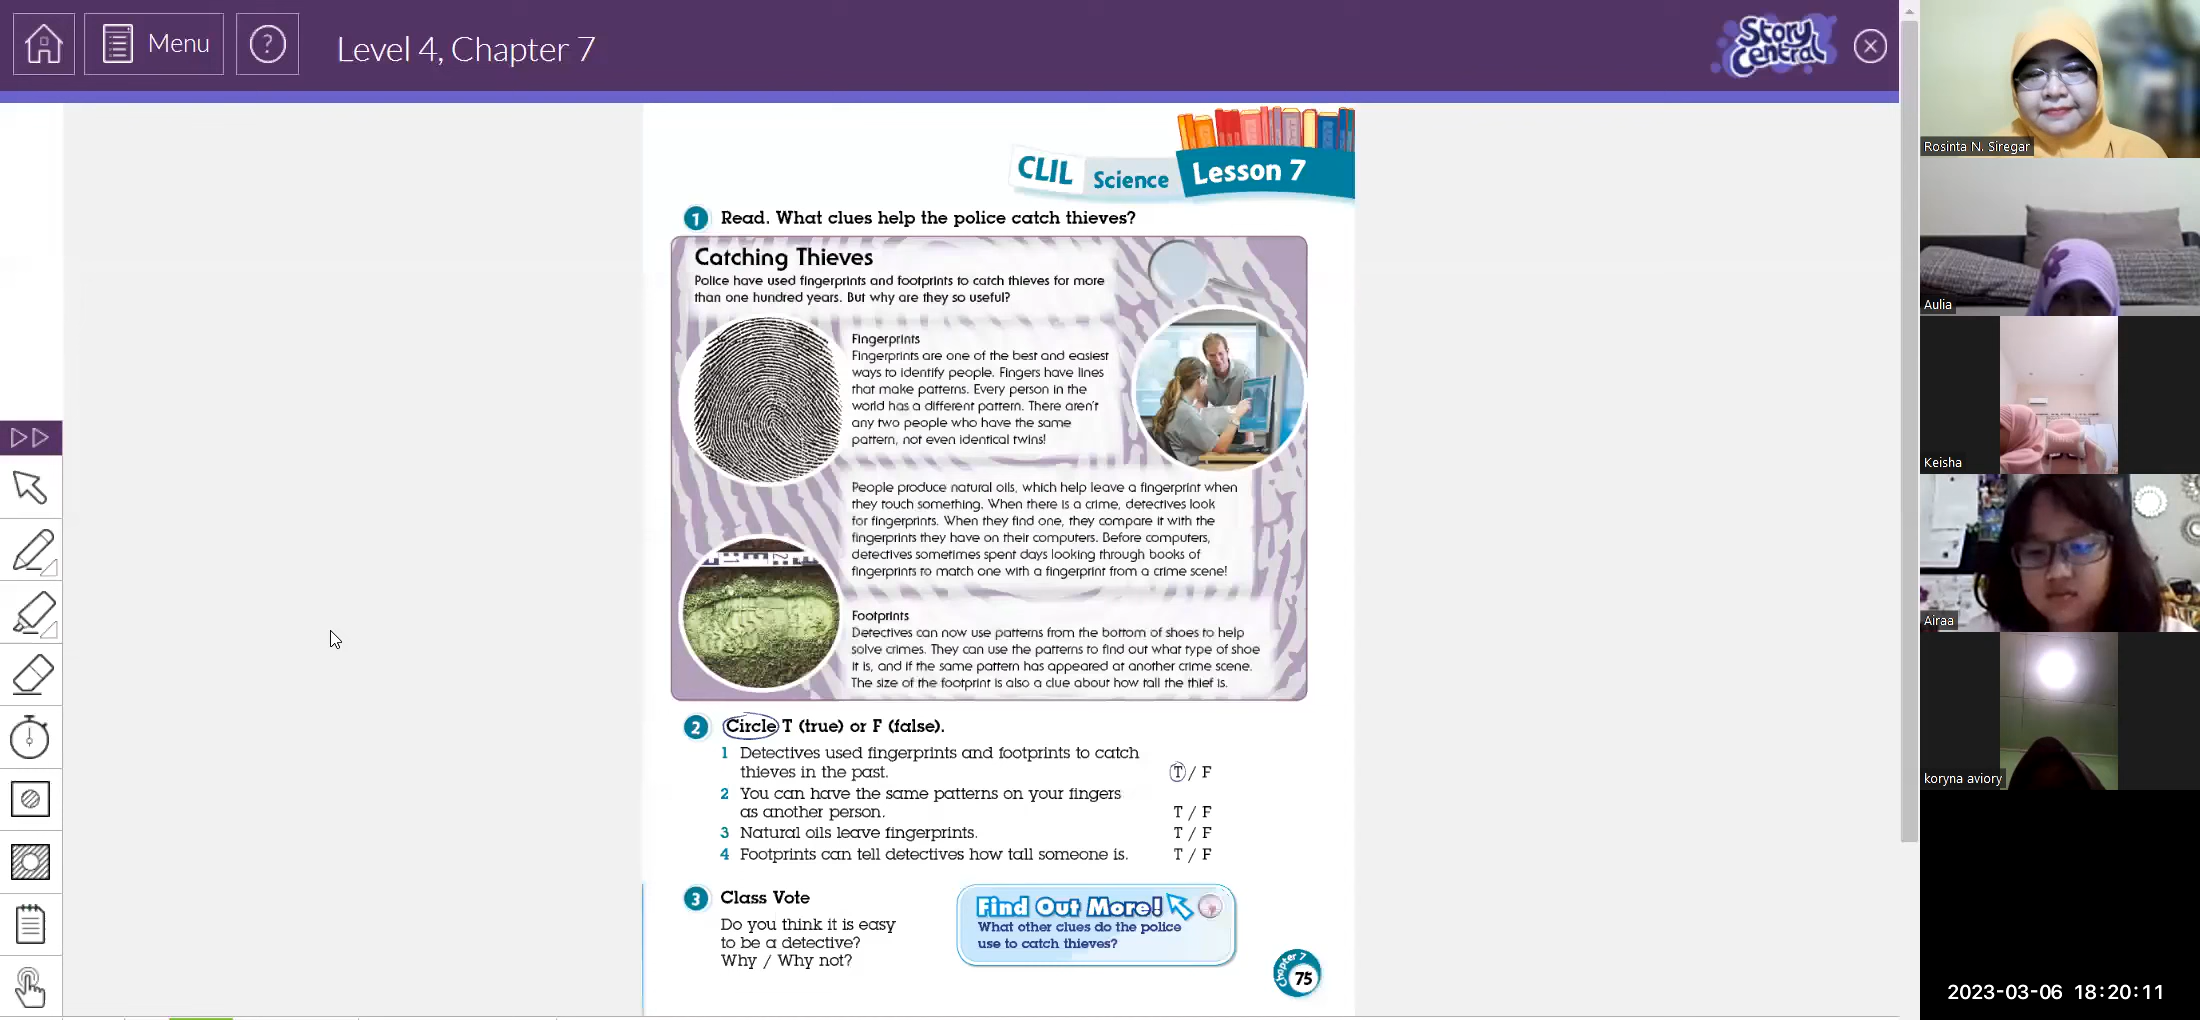 Menu
?
Level 4, Chapter 7
Story
Central
CLIL
Science
Lesson 7
1 Read. What clues help the police catch thieves?
Catching Thieves
Police have used fingerprints and footprints to catch thieves for more
than one hundred years. But why are they so useful?
Fingerprints
Fingerprints are one of the best and easiest
ways to identify people. Fingers have lines
that make patterns. Every person in the
world has a different pattern. There aren't
any two people who have the same
pattern, not even identical twins!
People produce natural oils, which help leave a fingerprint when
they touch something. When there is a crime, detectives look
for fingerprints. When they find one, they compare it with the
fingerprints they have on their computers. Before computers,
detectives sometimes spent days looking through books of
fingerprints to match one with a fingerprint from a crime scene!
Footprints
Detectives can now use patterns from the bottom of shoes to help
solve crimes. They can use the patterns to find out what type of shoe
it is, and if the same pattern has appeared at another crime scene.
The size of the footprint is also a clue about how tall the thief is.
2 Circle T (true) or F (false).
1 Detectives used fingerprints and footprints to catch
thieves in the past. T / F
2 You can have the same patterns on your fingers
as another person. T / F
3 Natural oils leave fingerprints. T / F
4 Footprints can tell detectives how tall someone is. T / F
3 Class Vote
Do you think it is easy
to be a detective?
Why / Why not?
Find Out More!
What other clues do the police
use to catch thieves?
Chapter 7
75
Rosinta N. Siregar
Aulia
Keisha
Airaa
koryna aviory
2023-03-06 18:20:11